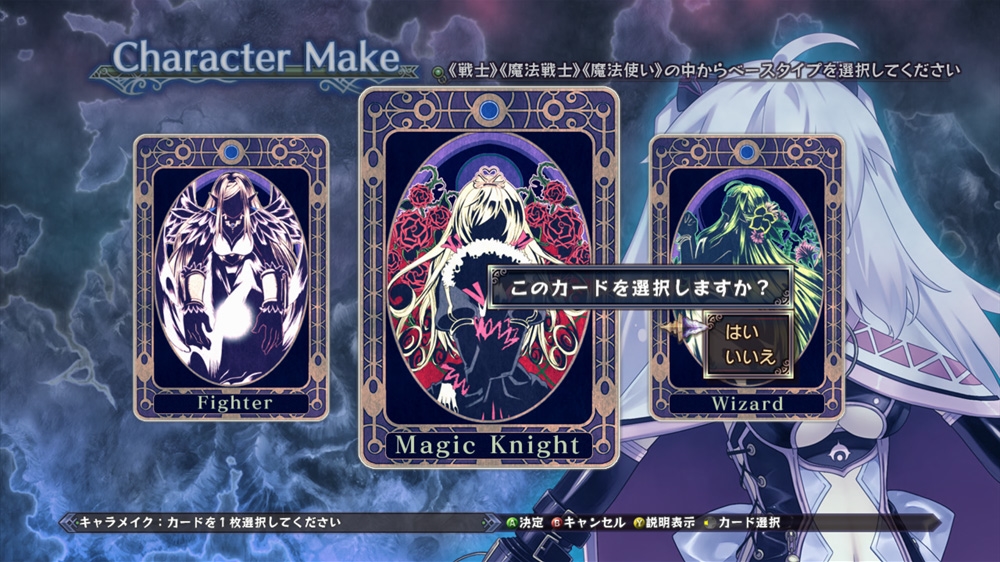 Character Make
《戦士》《魔法戦士》《魔法使い》の中からベースタイプを選択してください
このカードを選択しますか？
はい
いいえ
Fighter
Magic Knight
Wizard
キャラメイク：カードを1枚選択してください
A決定 Bキャンセル Y説明表示 カード選択